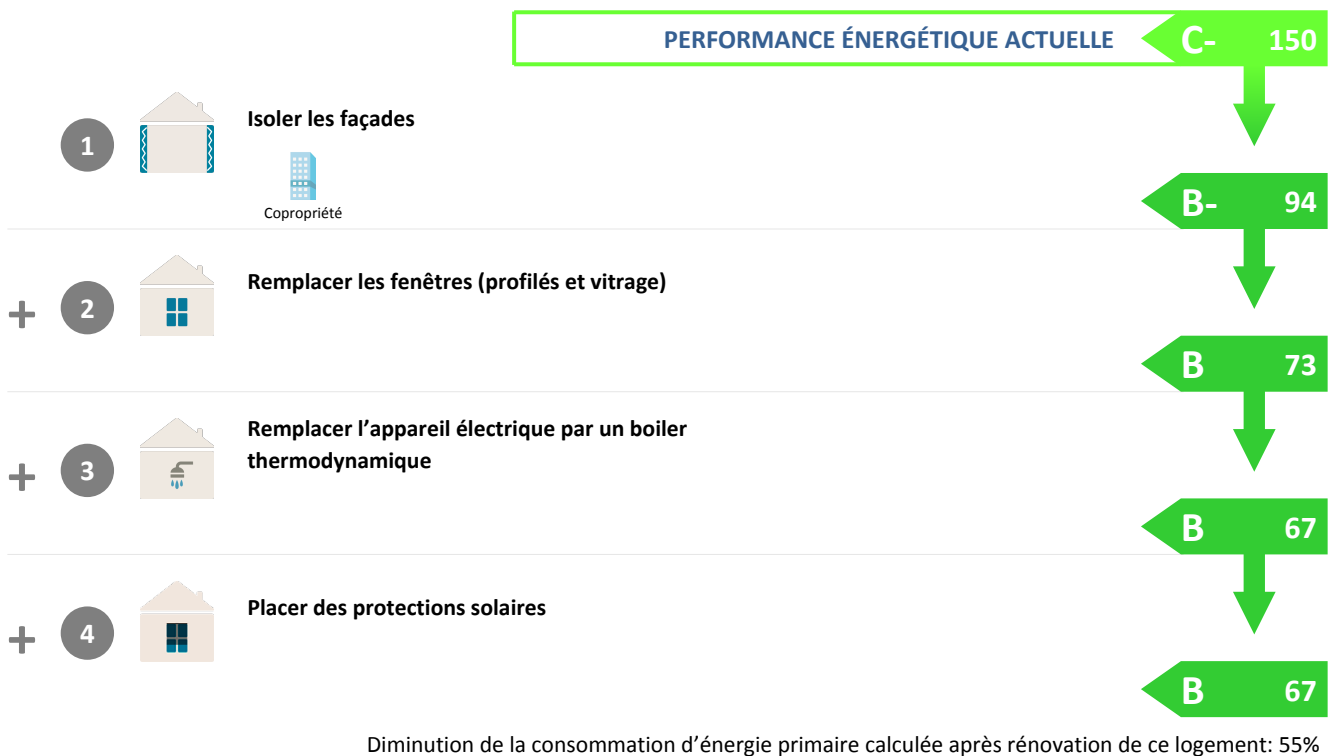 PERFORMANCE ÉNERGÉTIQUE ACTUELLE C- 150
1 Isoler les façades
Copropriété
B- 94
+ 2 Remplacer les fenêtres (profilés et vitrage)
B 73
+ 3 Remplacer l’appareil électrique par un boiler
thermodynamique
B 67
+ 4 Placer des protections solaires
B 67
Diminution de la consommation d’énergie primaire calculée après rénovation de ce logement: 55%